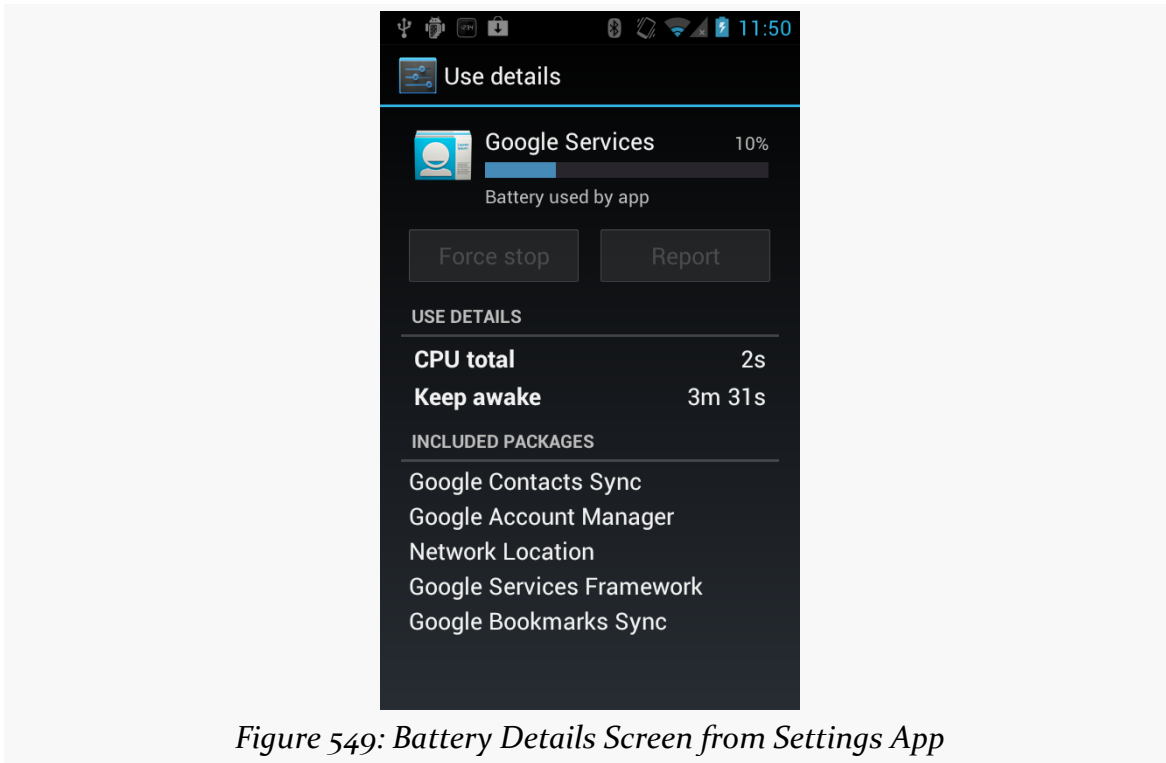 11:50
Use details
Google Services 10%
Battery used by app
Force stop Report
USE DETAILS
CPU total 2s
Keep awake 3m 31s
INCLUDED PACKAGES
Google Contacts Sync
Google Account Manager
Network Location
Google Services Framework
Google Bookmarks Sync
Figure 549: Battery Details Screen from Settings App